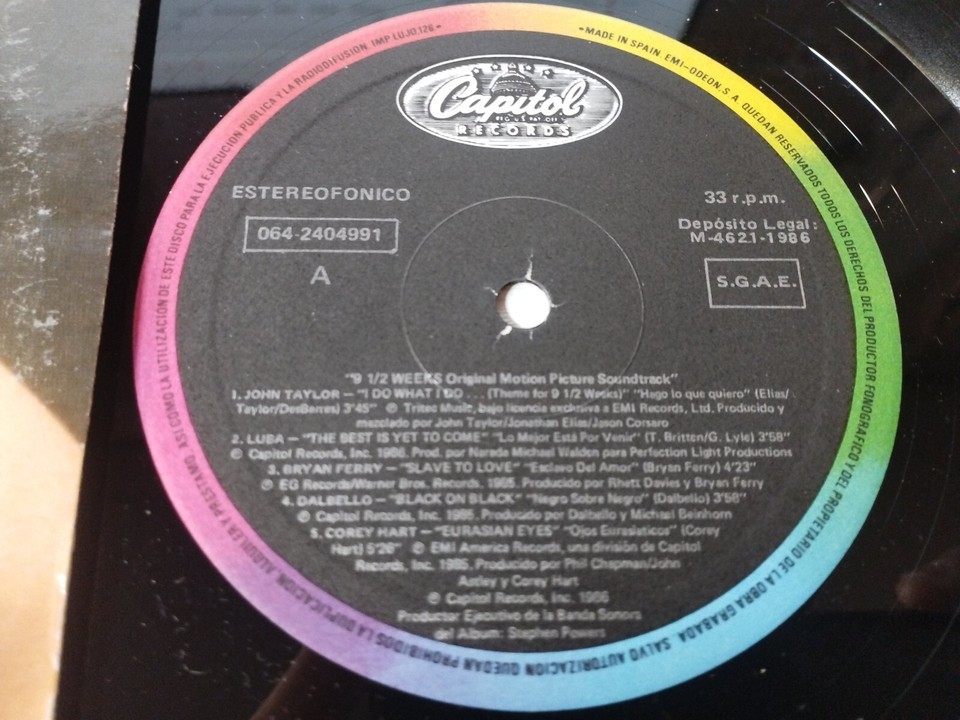 MADE IN SPAIN. EMI-ODEON, S. A. QUEDAN RESERVADOS TODOS LOS DERECHOS DEL PRODUCTOR FONOGRAFICO Y DEL PROPIETARIO DE LA OBRA GRABADA. SALVO AUTORIZACION QUEDAN PROHIBIDOS LA DUPLICACION, ALQUILER Y PRESTAMO, ASI COMO LA UTILIZACIÓN DE ESTE DISCO PARA LA EJECUCION PUBLICA Y LA RADIODIFUSION. IMP. LUJO.126.
Capitol
RECORDS
ESTEREOFONICO
33 r.p.m.
064-2404991
Depósito Legal:
M-4621-1986
A
S.G.A.E.
"9 1/2 WEEKS Original Motion Picture Soundtrack"
1. JOHN TAYLOR – "I DO WHAT I DO . . . (Theme for 9 1/2 Weeks)" "Hago lo que quiero" (Elias/
Taylor/DesBarres) 3'45" ℗ Tritec Music, bajo licencia exclusiva a EMI Records, Ltd. Producido y
mezclado por John Taylor/Jonathan Elias/Jason Corsaro
2. LUBA – "THE BEST IS YET TO COME" "Lo Mejor Está Por Venir" (T. Britten/G. Lyle) 3'58"
℗ Capitol Records, Inc. 1986. Prod. por Narada Michael Walden para Perfection Light Productions
3. BRYAN FERRY – "SLAVE TO LOVE" "Esclavo Del Amor" (Bryan Ferry) 4'23"
℗ EG Records/Warner Bros. Records. 1985. Producido por Rhett Davies y Bryan Ferry
4. DALBELLO – "BLACK ON BLACK" "Negro Sobre Negro" (Dalbello) 3'58"
℗ Capitol Records, Inc. 1985. Producido por Dalbello y Michael Beinhorn
5. COREY HART – "EURASIAN EYES" "Ojos Eurasiaticos" (Corey
Hart) 5'26" ℗ EMI America Records, una división de Capitol
Records, Inc. 1985. Producido por Phil Chapman/John
Astley y Corey Hart
℗ Capitol Records, Inc. 1986
Productor Ejecutivo de la Banda Sonora
del Album: Stephen Powers